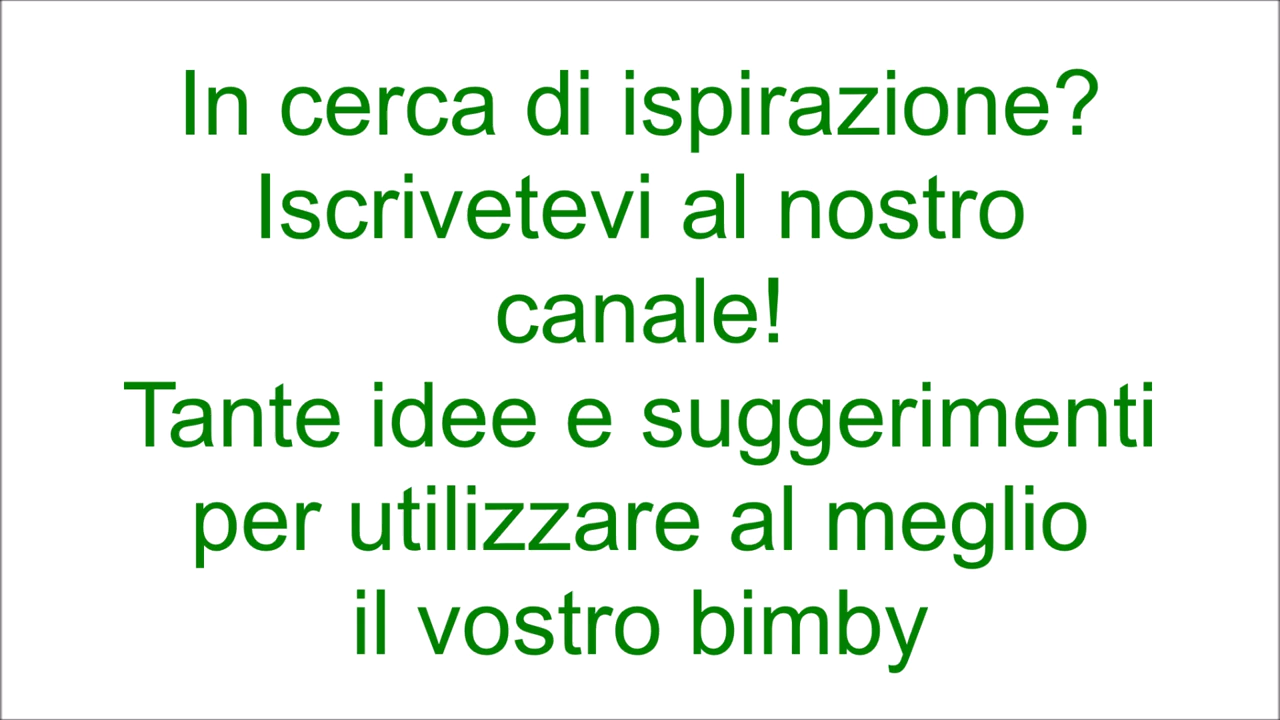 In cerca di ispirazione?
Iscrivetevi al nostro
canale!
Tante idee e suggerimenti
per utilizzare al meglio
il vostro bimby